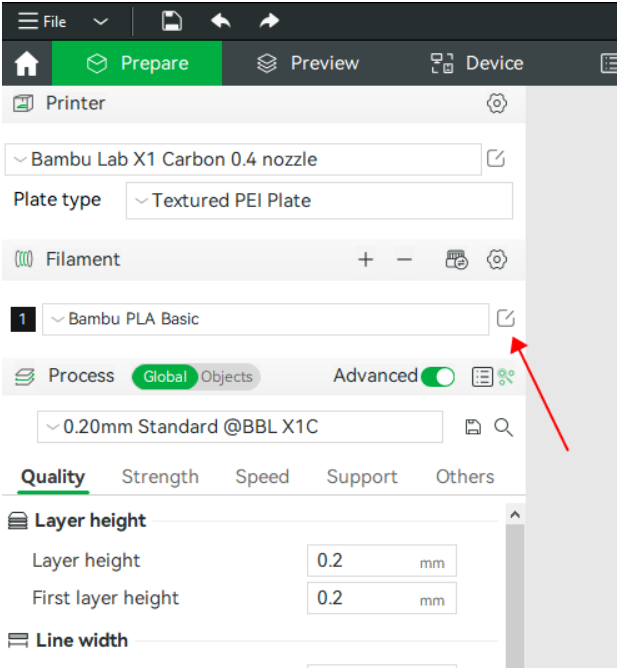 File
Prepare Preview Device
Printer
Bambu Lab X1 Carbon 0.4 nozzle
Plate type Textured PEI Plate
Filament
1 Bambu PLA Basic
Process Global Objects Advanced
0.20mm Standard @BBL X1C
Quality Strength Speed Support Others
Layer height
Layer height 0.2 mm
First layer height 0.2 mm
Line width